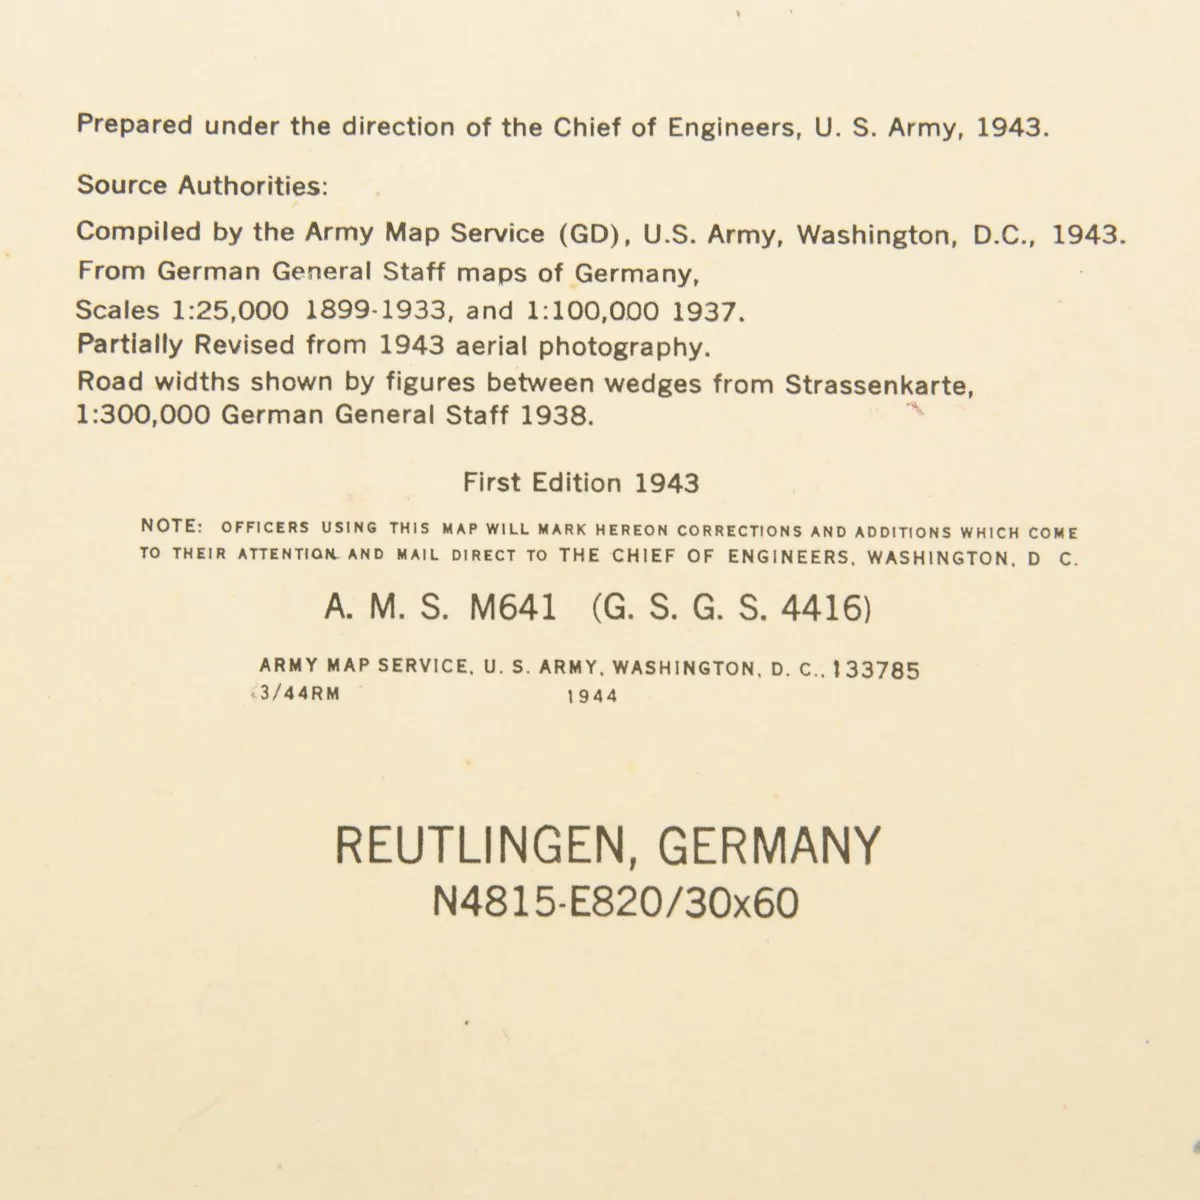 Prepared under the direction of the Chief of Engineers, U. S. Army, 1943.
Source Authorities:
Compiled by the Army Map Service (GD), U.S. Army, Washington, D.C., 1943.
From German General Staff maps of Germany,
Scales 1:25,000 1899-1933, and 1:100,000 1937.
Partially Revised from 1943 aerial photography.
Road widths shown by figures between wedges from Strassenkarte,
1:300,000 German General Staff 1938.
First Edition 1943
NOTE: OFFICERS USING THIS MAP WILL MARK HEREON CORRECTIONS AND ADDITIONS WHICH COME
TO THEIR ATTENTION AND MAIL DIRECT TO THE CHIEF OF ENGINEERS, WASHINGTON, D C.
A. M. S. M641 (G. S. G. S. 4416)
ARMY MAP SERVICE, U. S. ARMY, WASHINGTON, D. C., 133785
3/44RM 1944
REUTLINGEN, GERMANY
N4815-E820/30x60